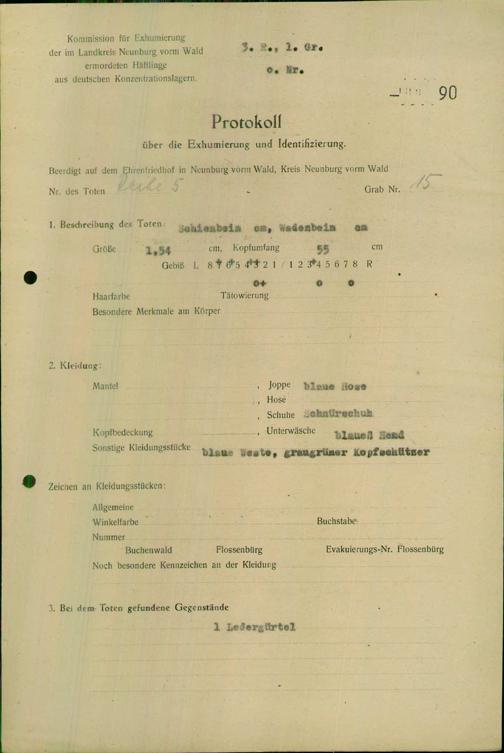 Kommission für Exhumierung
der im Landkreis Neunburg vorm Wald
ermordeten Häftlinge
aus deutschen Konzentrationslagern.
3. R., 1. Gr.
o. Nr.
90
Protokoll
über die Exhumierung und Identifizierung.
Beerdigt auf dem Ehrenfriedhof in Neunburg vorm Wald, Kreis Neunburg vorm Wald
Nr. des Toten Reihe 5 Grab Nr. 15
1. Beschreibung des Toten: Schienbein cm, Wadenbein cm
Größe 1,54 cm, Kopfumfang 55 cm
Gebiß L 8 7 6 5 4 3 2 1 / 1 2 3 4 5 6 7 8 R
o+ o o
Haarfarbe Tätowierung
Besondere Merkmale am Körper
2. Kleidung:
Mantel , Joppe blaue Hose
, Hose
, Schuhe Schnürschuh
Kopfbedeckung , Unterwäsche blaueß Hemd
Sonstige Kleidungsstücke blaue Weste, graugrüner Kopfschützer
Zeichen an Kleidungsstücken:
Allgemeine
Winkelfarbe Buchstabe
Nummer
Buchenwald Flossenbürg Evakuierungs-Nr. Flossenbürg
Noch besondere Kennzeichen an der Kleidung
3. Bei dem Toten gefundene Gegenstände
1 Ledergürtel